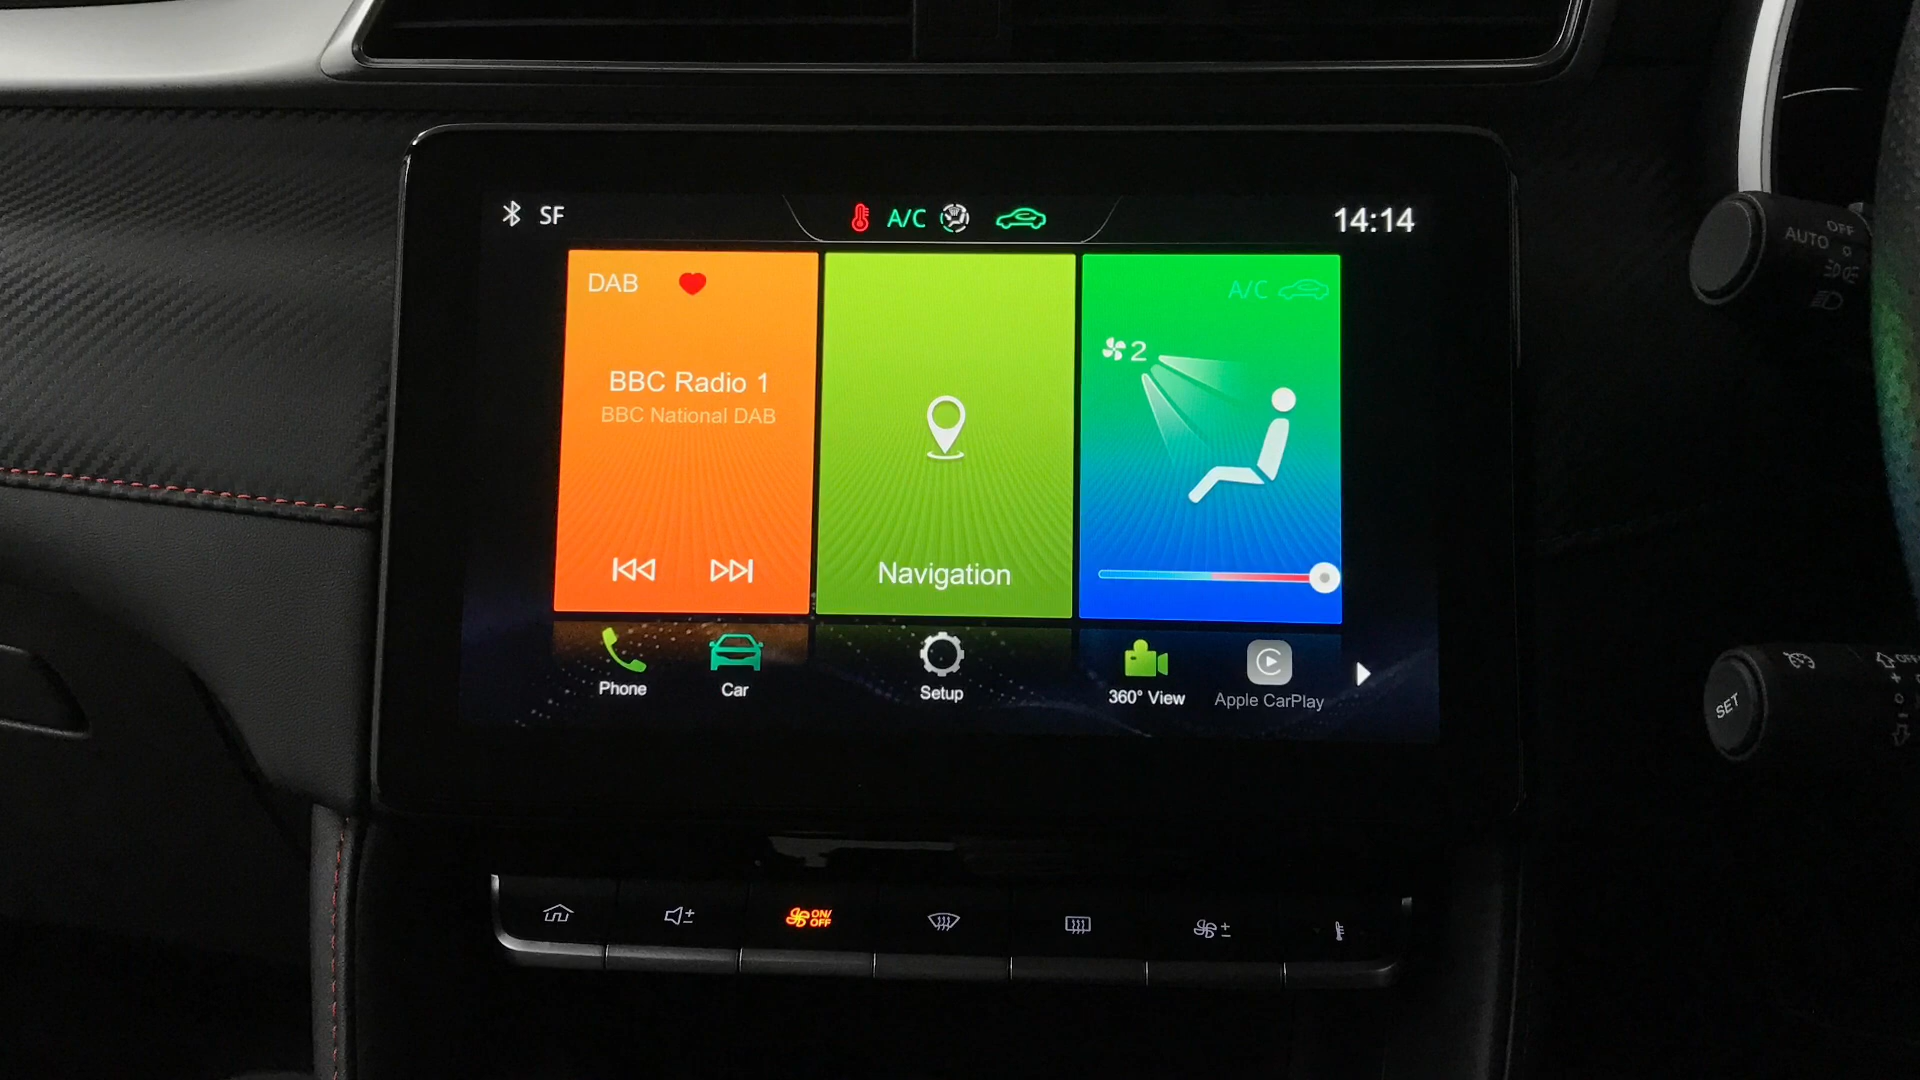 SF
A/C
14:14
DAB
BBC Radio 1
BBC National DAB
Navigation
A/C
2
Phone
Car
Setup
360° View
Apple CarPlay
ON/
OFF
OFF
AUTO
SET
OFF